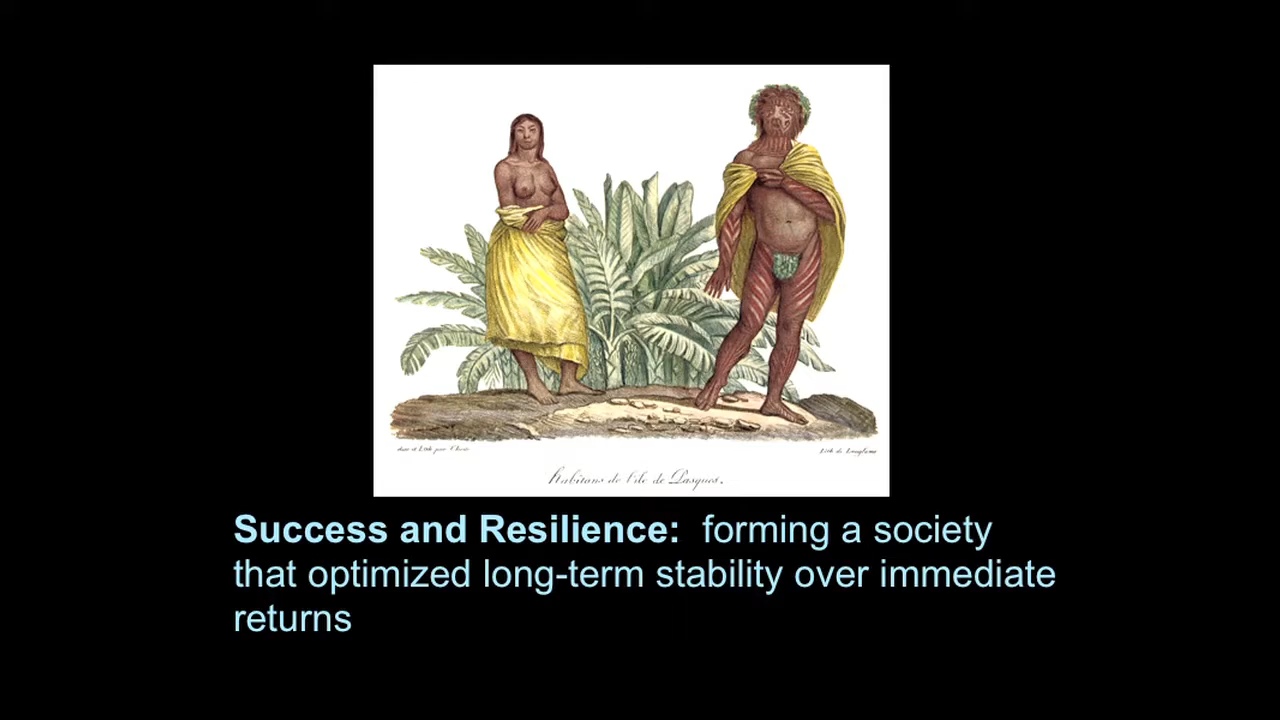 Habitans de l'ile de Pasques.
Success and Resilience: forming a society
that optimized long-term stability over immediate
returns